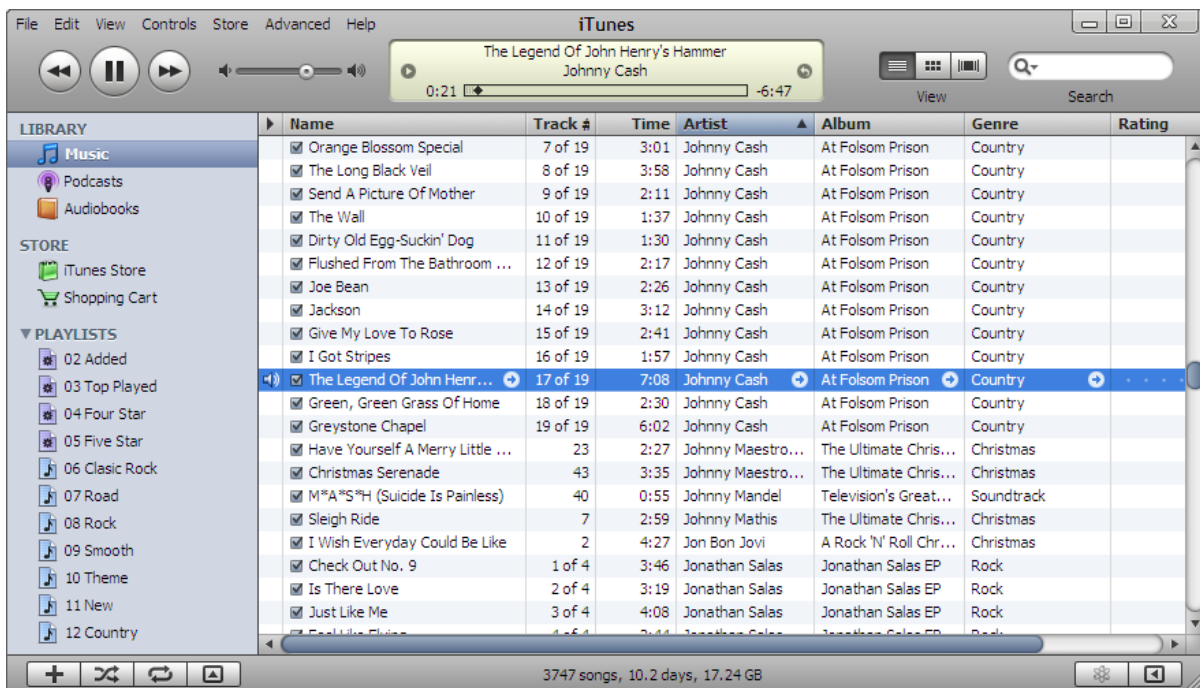 File Edit View Controls Store Advanced Help iTunes
The Legend Of John Henry's Hammer
Johnny Cash
0:21 -6:47
View Search
LIBRARY
Music
Podcasts
Audiobooks
STORE
iTunes Store
Shopping Cart
PLAYLISTS
02 Added
03 Top Played
04 Four Star
05 Five Star
06 Clasic Rock
07 Road
08 Rock
09 Smooth
10 Theme
11 New
12 Country
Name Track # Time Artist Album Genre Rating
Orange Blossom Special 7 of 19 3:01 Johnny Cash At Folsom Prison Country
The Long Black Veil 8 of 19 3:58 Johnny Cash At Folsom Prison Country
Send A Picture Of Mother 9 of 19 2:11 Johnny Cash At Folsom Prison Country
The Wall 10 of 19 1:37 Johnny Cash At Folsom Prison Country
Dirty Old Egg-Suckin' Dog 11 of 19 1:30 Johnny Cash At Folsom Prison Country
Flushed From The Bathroom ... 12 of 19 2:17 Johnny Cash At Folsom Prison Country
Joe Bean 13 of 19 2:26 Johnny Cash At Folsom Prison Country
Jackson 14 of 19 3:12 Johnny Cash At Folsom Prison Country
Give My Love To Rose 15 of 19 2:41 Johnny Cash At Folsom Prison Country
I Got Stripes 16 of 19 1:57 Johnny Cash At Folsom Prison Country
The Legend Of John Henr... 17 of 19 7:08 Johnny Cash At Folsom Prison Country
Green, Green Grass Of Home 18 of 19 2:30 Johnny Cash At Folsom Prison Country
Greystone Chapel 19 of 19 6:02 Johnny Cash At Folsom Prison Country
Have Yourself A Merry Little ... 23 2:27 Johnny Maestro... The Ultimate Chris... Christmas
Christmas Serenade 43 3:35 Johnny Maestro... The Ultimate Chris... Christmas
M*A*S*H (Suicide Is Painless) 40 0:55 Johnny Mandel Television's Great... Soundtrack
Sleigh Ride 7 2:59 Johnny Mathis The Ultimate Chris... Christmas
I Wish Everyday Could Be Like 2 4:27 Jon Bon Jovi A Rock 'N' Roll Chr... Christmas
Check Out No. 9 1 of 4 3:46 Jonathan Salas Jonathan Salas EP Rock
Is There Love 2 of 4 3:19 Jonathan Salas Jonathan Salas EP Rock
Just Like Me 3 of 4 4:08 Jonathan Salas Jonathan Salas EP Rock
3747 songs, 10.2 days, 17.24 GB